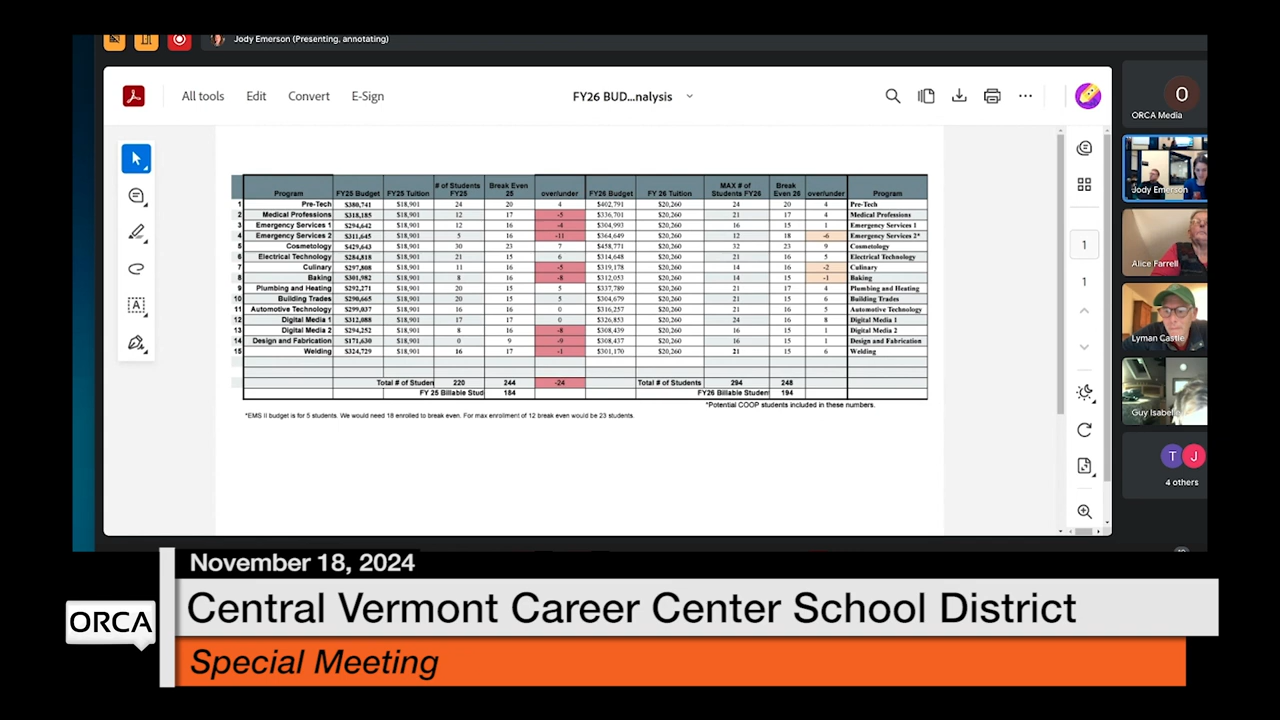 Jody Emerson (Presenting, annotating)
All tools Edit Convert E-Sign FY26 BUD...nalysis
O
ORCA Media
Jody Emerson
Alice Farrell
Lyman Castle
Guy Isabelle
T J
4 others
1
1
Program FY25 Budget FY25 Tuition # of Students FY25 Break Even 25 over/under FY26 Budget FY 26 Tuition MAX # of Students FY26 Break Even 26 over/under Program
1 Pre-Tech $380,741 $18,901 24 20 4 $402,791 $20,260 24 20 4 Pre-Tech
2 Medical Professions $318,185 $18,901 12 17 -5 $336,701 $20,260 21 17 4 Medical Professions
3 Emergency Services 1 $294,642 $18,901 12 16 -4 $304,993 $20,260 16 15 1 Emergency Services 1
4 Emergency Services 2 $311,645 $18,901 5 16 -11 $364,649 $20,260 12 18 -6 Emergency Services 2*
5 Cosmetology $429,643 $18,901 30 23 7 $458,771 $20,260 32 23 9 Cosmetology
6 Electrical Technology $284,818 $18,901 21 15 6 $314,648 $20,260 21 16 5 Electrical Technology
7 Culinary $297,808 $18,901 11 16 -5 $319,178 $20,260 14 16 -2 Culinary
8 Baking $301,982 $18,901 8 16 -8 $312,053 $20,260 14 16 -1 Baking
9 Plumbing and Heating $292,271 $18,901 20 15 5 $337,789 $20,260 21 17 4 Plumbing and Heating
10 Building Trades $290,665 $18,901 20 15 5 $304,679 $20,260 21 15 6 Building Trades
11 Automotive Technology $299,037 $18,901 16 16 0 $316,257 $20,260 21 16 5 Automotive Technology
12 Digital Media 1 $312,088 $18,901 17 17 0 $326,853 $20,260 24 16 8 Digital Media 1
13 Digital Media 2 $294,252 $18,901 8 16 -8 $308,439 $20,260 16 15 1 Digital Media 2
14 Design and Fabrication $171,630 $18,901 0 9 -9 $308,437 $20,260 16 15 1 Design and Fabrication
15 Welding $324,729 $18,901 16 17 -1 $301,170 $20,260 21 15 6 Welding
Total # of Studen 220 244 -24 Total # of Students 294 248
FY 25 Billable Stud 184 FY26 Billable Student 194
*Potential COOP students included in these numbers.
*EMS II budget is for 5 students. We would need 18 enrolled to break even. For max enrollment of 12 break even would be 23 students.
November 18, 2024
ORCA
Central Vermont Career Center School District
Special Meeting